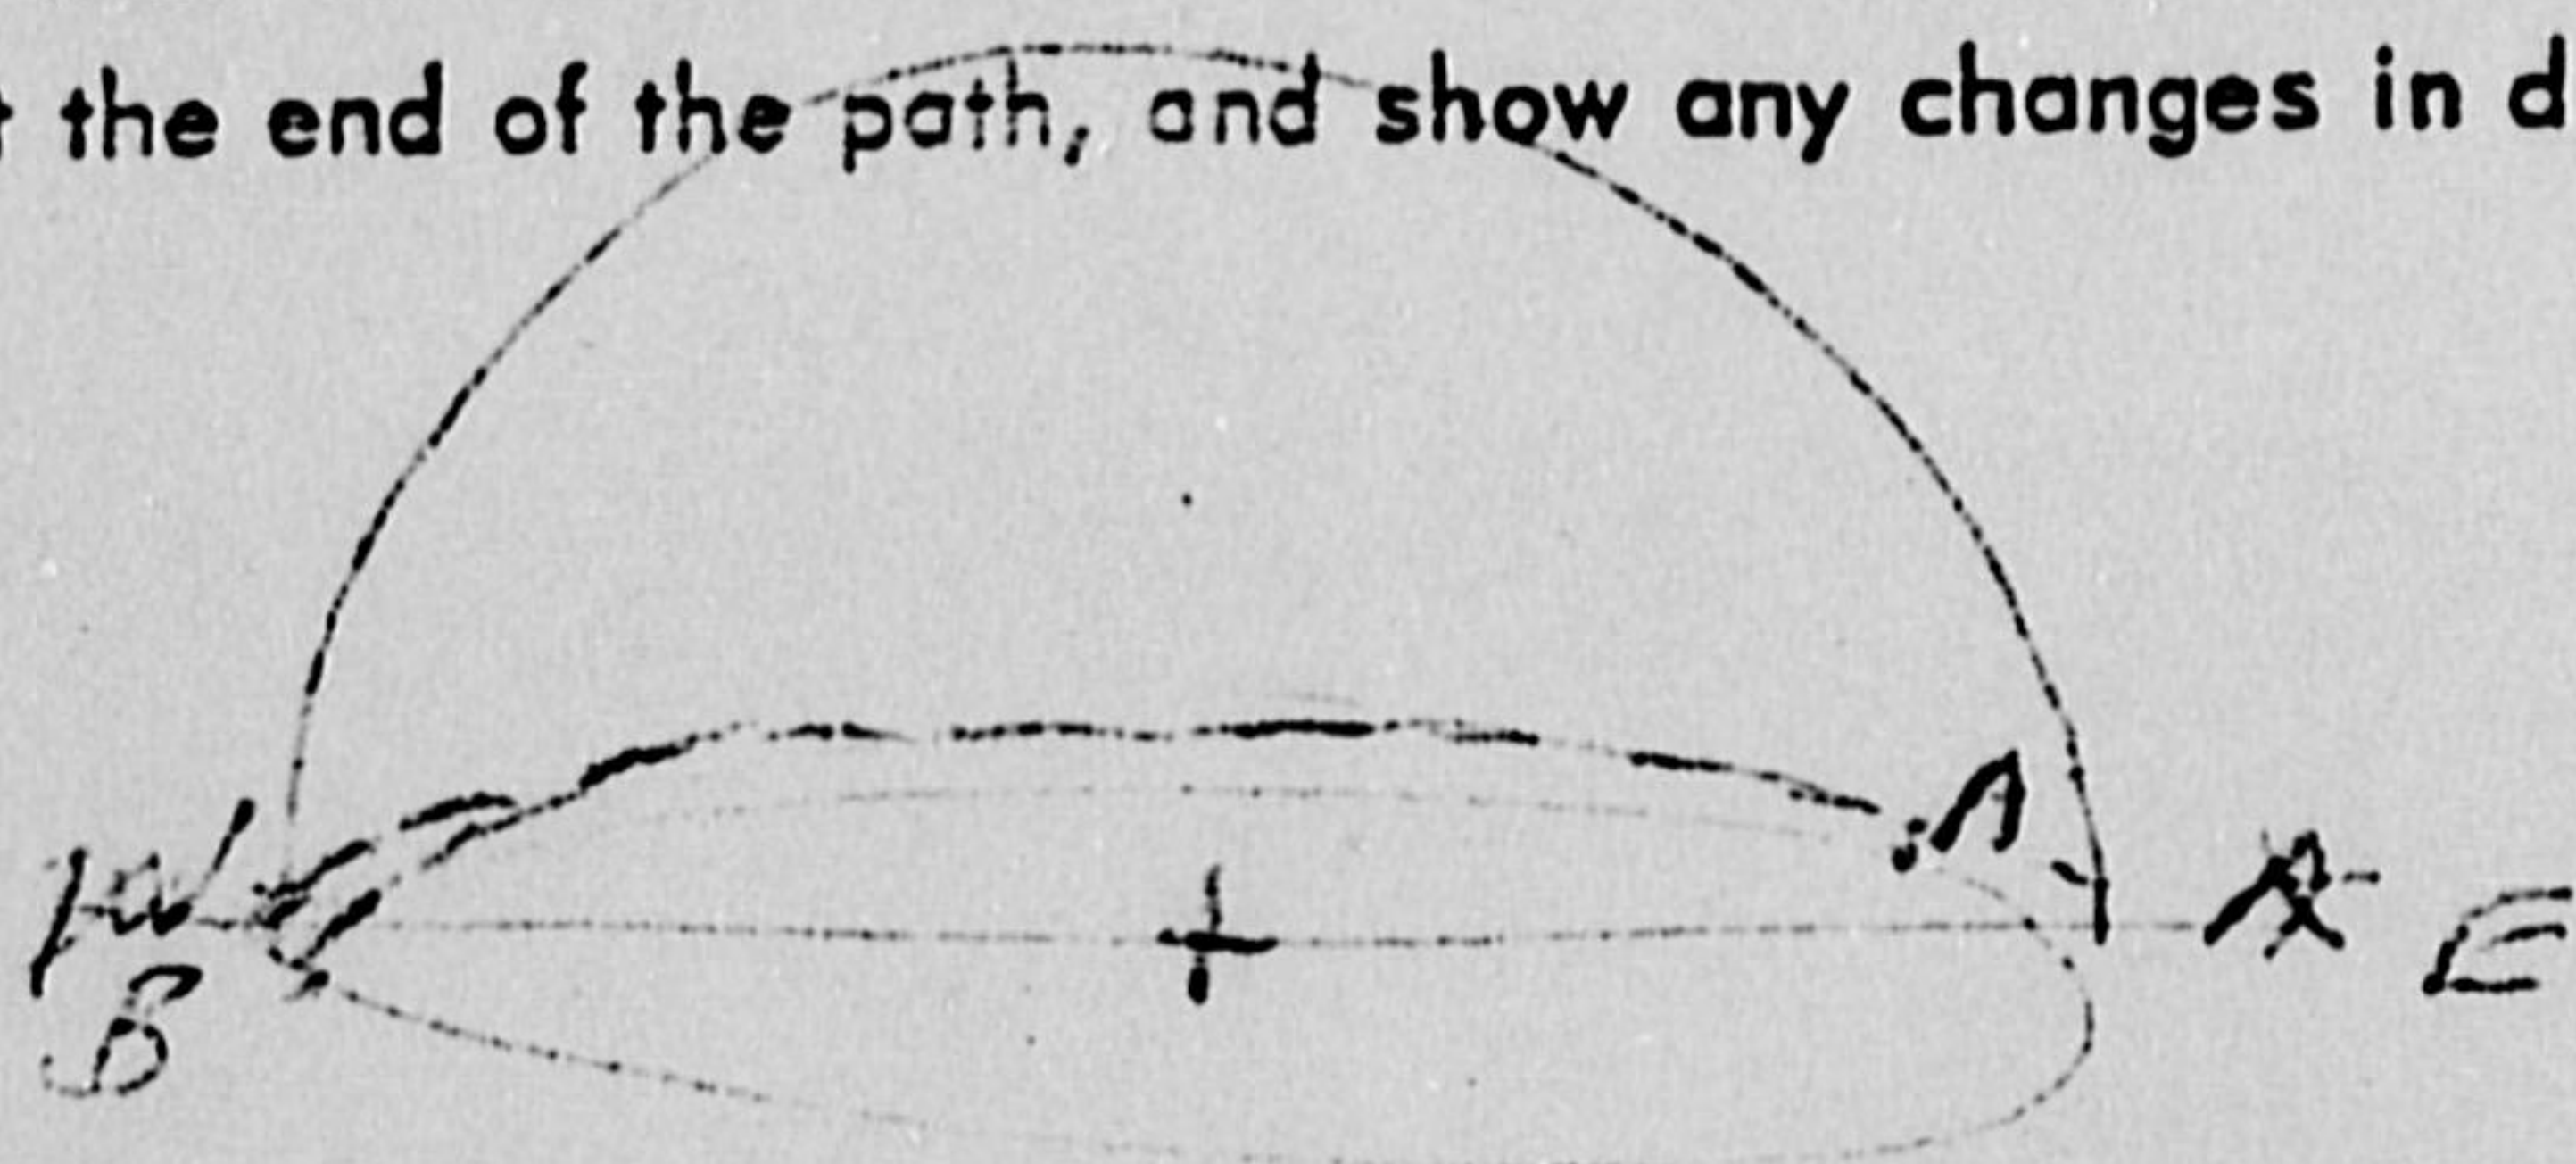 the end of the path, and show any changes in d
A
W
E
B